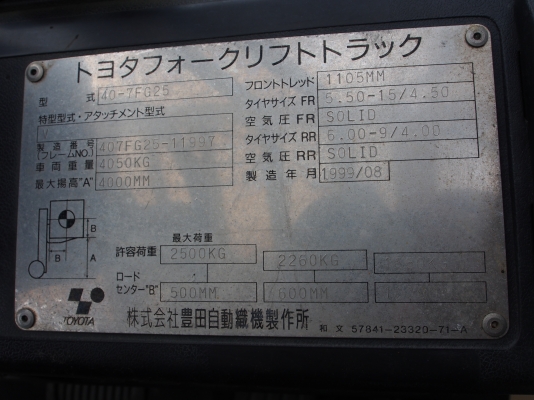 トヨタフォークリフトトラック
型 式 40-7FG25
特型型式・アタッチメント型式
V
製造番号 (フレームNO.) 407FG25-11997
車両重量 4050KG
最大揚高"A" 4000MM
フロントトレッド 1105MM
タイヤサイズ FR 5.50-15/4.50
空気圧 FR SOLID
タイヤサイズ RR 6.00-9/4.00
空気圧 RR SOLID
製造年月 1999/08
最大荷重
許容荷重 2500KG 2260KG
ロード
センター"B" 500MM 600MM
B
B
A
TOYOTA
株式会社豊田自動織機製作所
和文 57841-23320-71-A